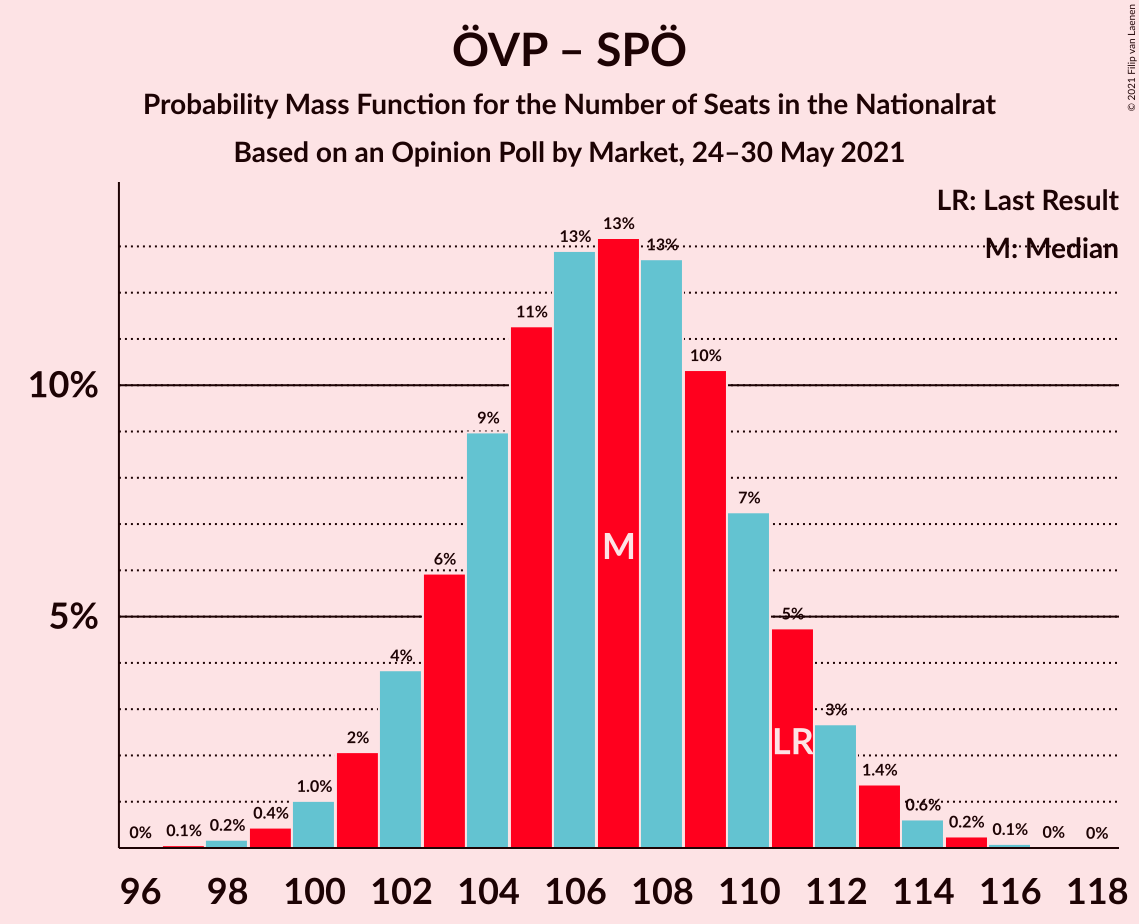 ÖVP – SPÖ
Probability Mass Function for the Number of Seats in the Nationalrat
Based on an Opinion Poll by Market, 24–30 May 2021
© 2021 Filip van Laenen
LR: Last Result
M: Median
10%
5%
0%
0.1%
0.2%
0.4%
1.0%
2%
4%
6%
9%
11%
13%
13%
13%
10%
7%
5%
3%
1.4%
0.6%
0.2%
0.1%
0%
0%
M
LR
96 98 100 102 104 106 108 110 112 114 116 118